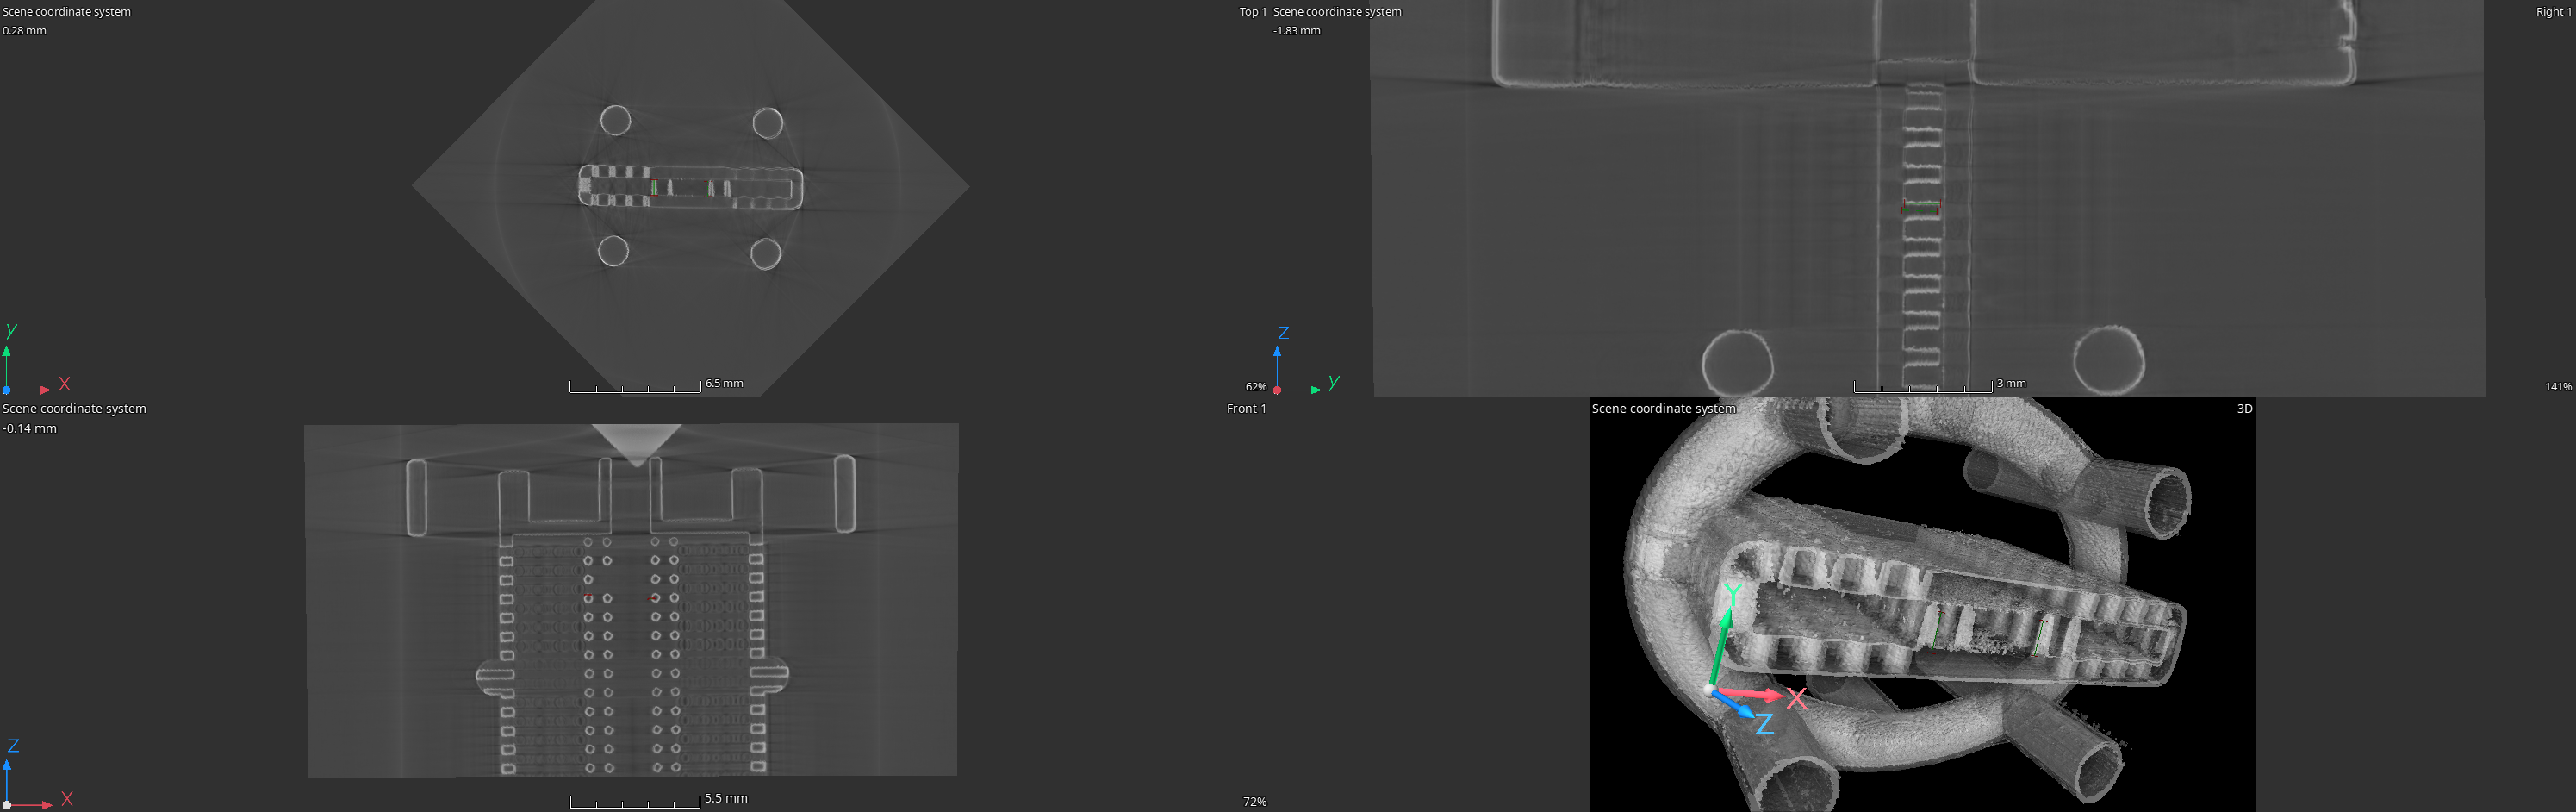 Scene coordinate system
0.28 mm
Top 1
y
X
6.5 mm
62%
Scene coordinate system
-1.83 mm
Right 1
Z
y
3 mm
141%
Scene coordinate system
-0.14 mm
Front 1
Z
X
5.5 mm
72%
Scene coordinate system
3D
Y
X
Z